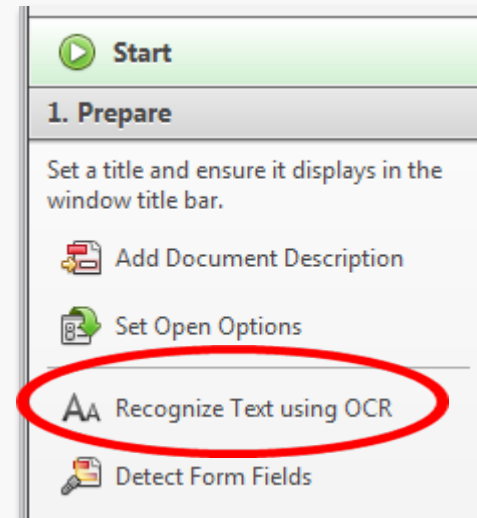 Start
1. Prepare
Set a title and ensure it displays in the
window title bar.
Add Document Description
Set Open Options
AA Recognize Text using OCR
Detect Form Fields